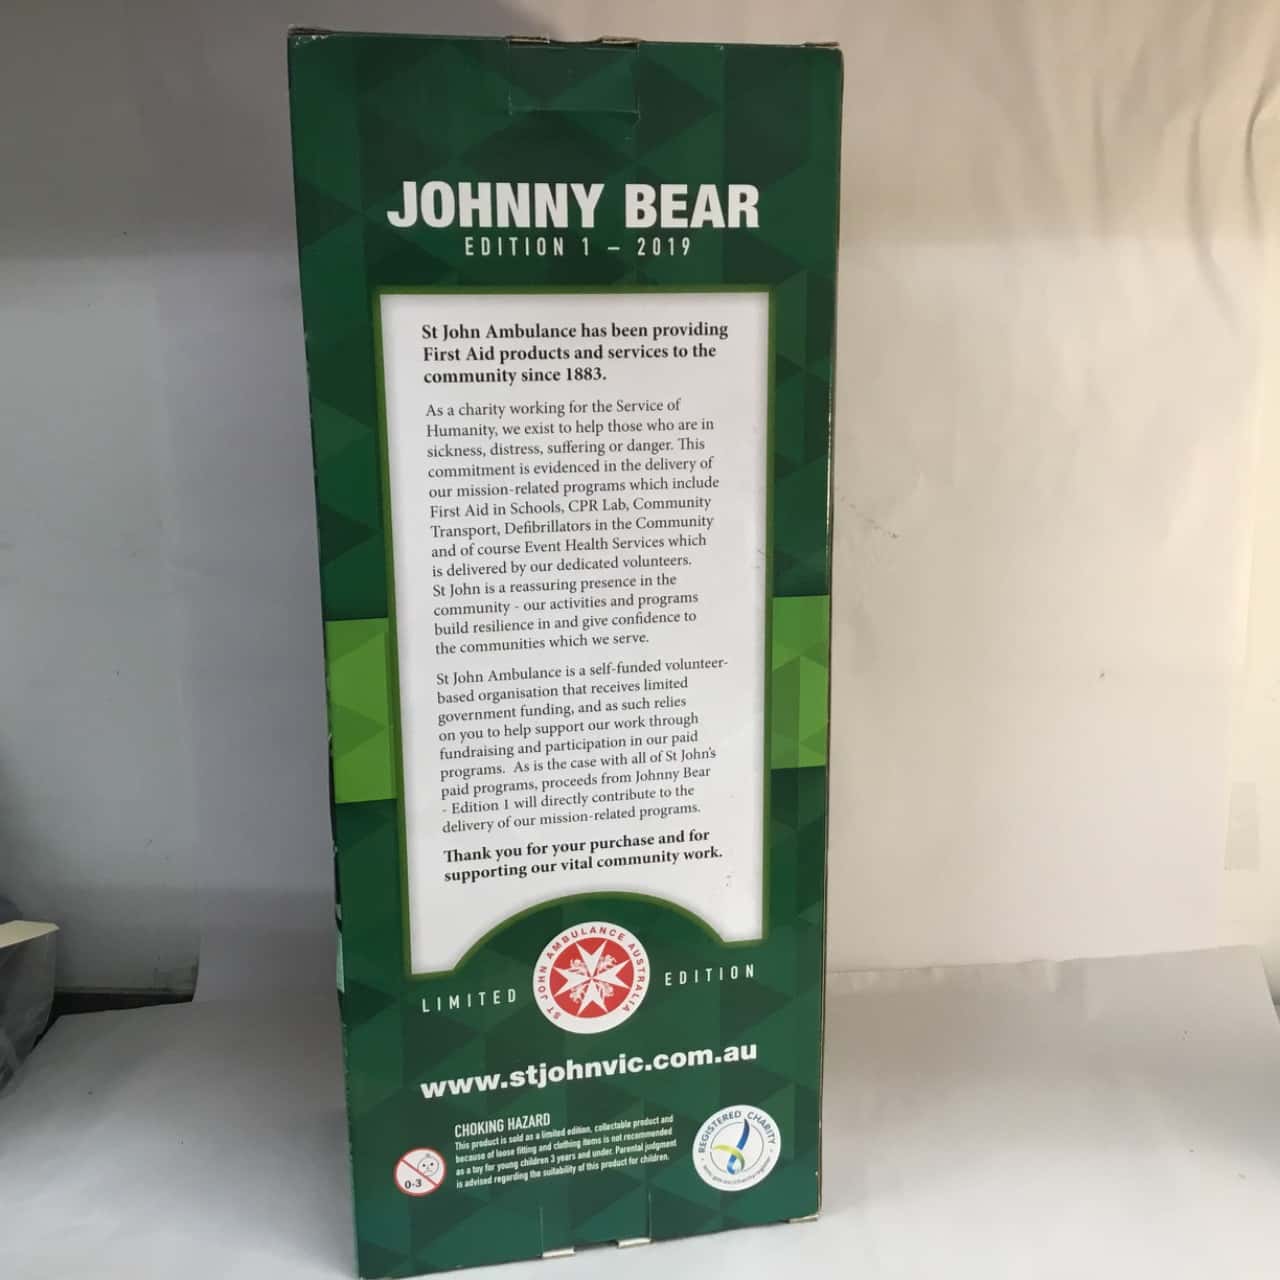 JOHNNY BEAR
EDITION 1 – 2019
St John Ambulance has been providing
First Aid products and services to the
community since 1883.
As a charity working for the Service of
Humanity, we exist to help those who are in
sickness, distress, suffering or danger. This
commitment is evidenced in the delivery of
our mission-related programs which include
First Aid in Schools, CPR Lab, Community
Transport, Defibrillators in the Community
and of course Event Health Services which
is delivered by our dedicated volunteers.
St John is a reassuring presence in the
community - our activities and programs
build resilience in and give confidence to
the communities which we serve.
St John Ambulance is a self-funded volunteer-
based organisation that receives limited
government funding, and as such relies
on you to help support our work through
fundraising and participation in our paid
programs. As is the case with all of St John's
paid programs, proceeds from Johnny Bear
- Edition 1 will directly contribute to the
delivery of our mission-related programs.
Thank you for your purchase and for
supporting our vital community work.
LIMITED EDITION
ST JOHN AMBULANCE AUSTRALIA
www.stjohnvic.com.au
CHOKING HAZARD
This product is sold as a limited edition, collectable product and
because of loose fitting and clothing items is not recommended
as a toy for young children 3 years and under. Parental judgment
is advised regarding the suitability of this product for children.
0-3
REGISTERED CHARITY